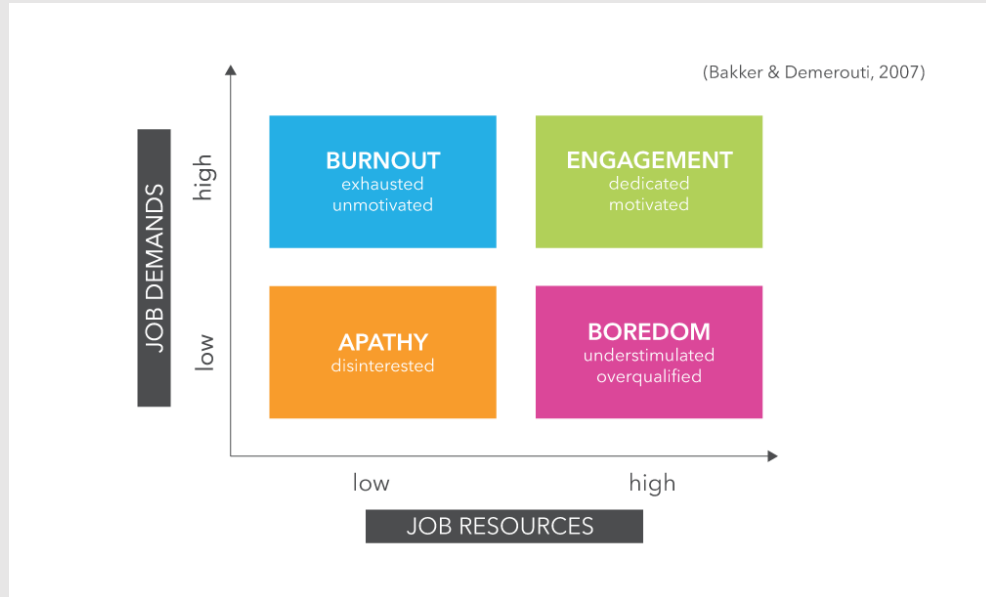 (Bakker & Demerouti, 2007)
JOB DEMANDS
high
low
BURNOUT
exhausted
unmotivated
ENGAGEMENT
dedicated
motivated
APATHY
disinterested
BOREDOM
understimulated
overqualified
low
high
JOB RESOURCES